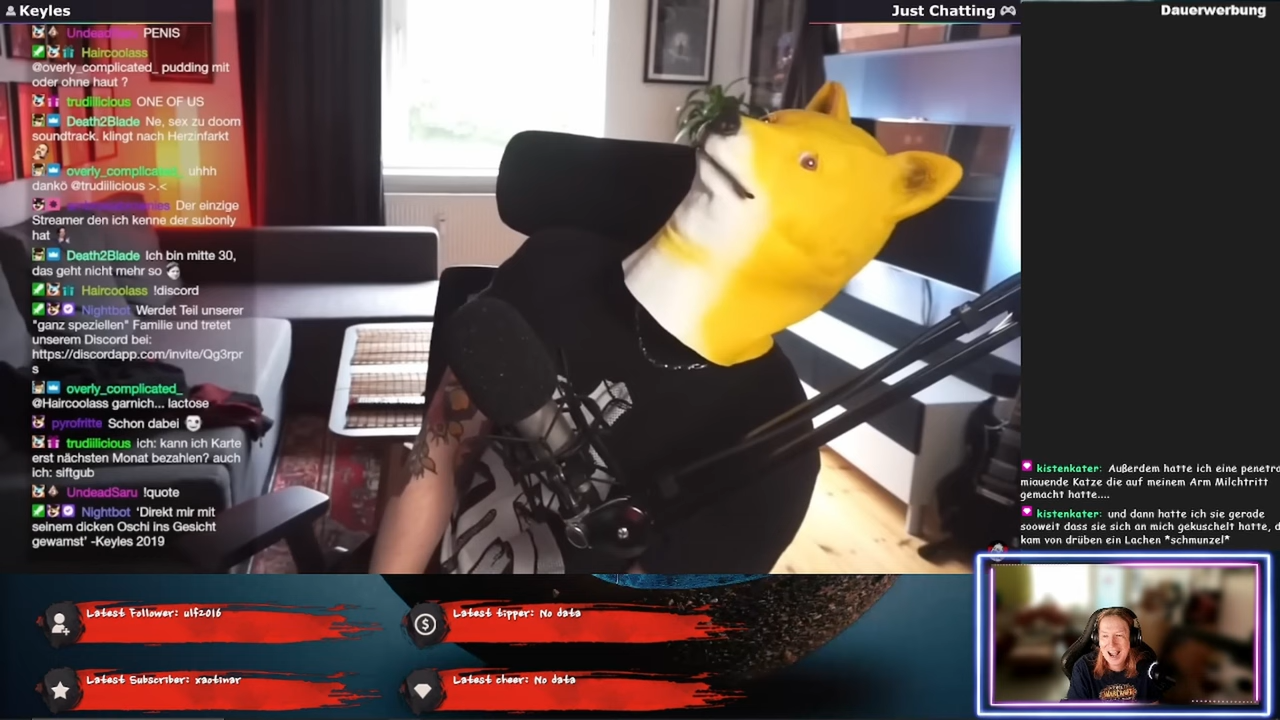 Keyles
Just Chatting
Dauerwerbung
UndeadSaru PENIS
Haircoolass
@overly_complicated_ pudding mit
oder ohne haut ?
trudiilicious ONE OF US
Death2Blade Ne, sex zu doom
soundtrack. klingt nach Herzinfarkt
overly_complicated_ uhhh
dankö @trudiilicious >.<
Der einzige
Streamer den ich kenne der subonly
hat
Death2Blade Ich bin mitte 30,
das geht nicht mehr so
Haircoolass !discord
Nightbot Werdet Teil unserer
"ganz speziellen" Familie und tretet
unserem Discord bei:
https://discordapp.com/invite/Qg3rpr
s
overly_complicated_
@Haircoolass garnich... lactose
pyrofritte Schon dabei
trudiilicious ich: kann ich Karte
erst nächsten Monat bezahlen? auch
ich: siftgub
UndeadSaru !quote
Nightbot 'Direkt mir mit
seinem dicken Oschi ins Gesicht
gewamst' -Keyles 2019
kistenkater: Außerdem hatte ich eine penetra
miauende Katze die auf meinem Arm Milchtritt
gemacht hatte....
kistenkater: und dann hatte ich sie gerade
sooweit dass sie sich an mich gekuschelt hatte, d
kam von drüben ein Lachen *schmunzel*
Latest Follower: ulf2016
Latest tipper: No data
Latest Subscriber: xaotinar
Latest cheer: No data